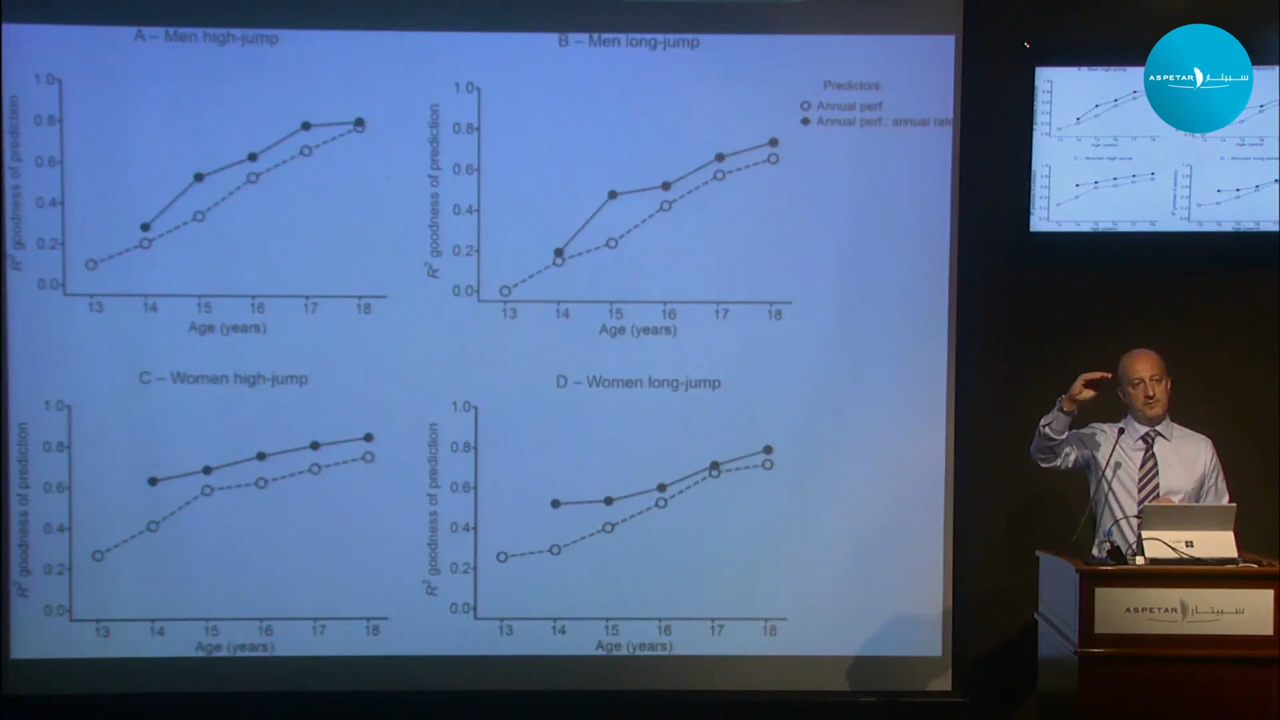 A – Men high-jump
1.0
0.8
0.6
0.4
0.2
0.0
R² goodness of prediction
13 14 15 16 17 18
Age (years)
B – Men long-jump
1.0
0.8
0.6
0.4
0.2
0.0
R² goodness of prediction
13 14 15 16 17 18
Age (years)
Predictors:
Annual perf.
Annual perf.; annual rate
C – Women high-jump
1.0
0.8
0.6
0.4
0.2
0.0
R² goodness of prediction
13 14 15 16 17 18
Age (years)
D – Women long-jump
1.0
0.8
0.6
0.4
0.2
0.0
R² goodness of prediction
13 14 15 16 17 18
Age (years)
ASPETAR سبيتار
ASPETAR سبيتار